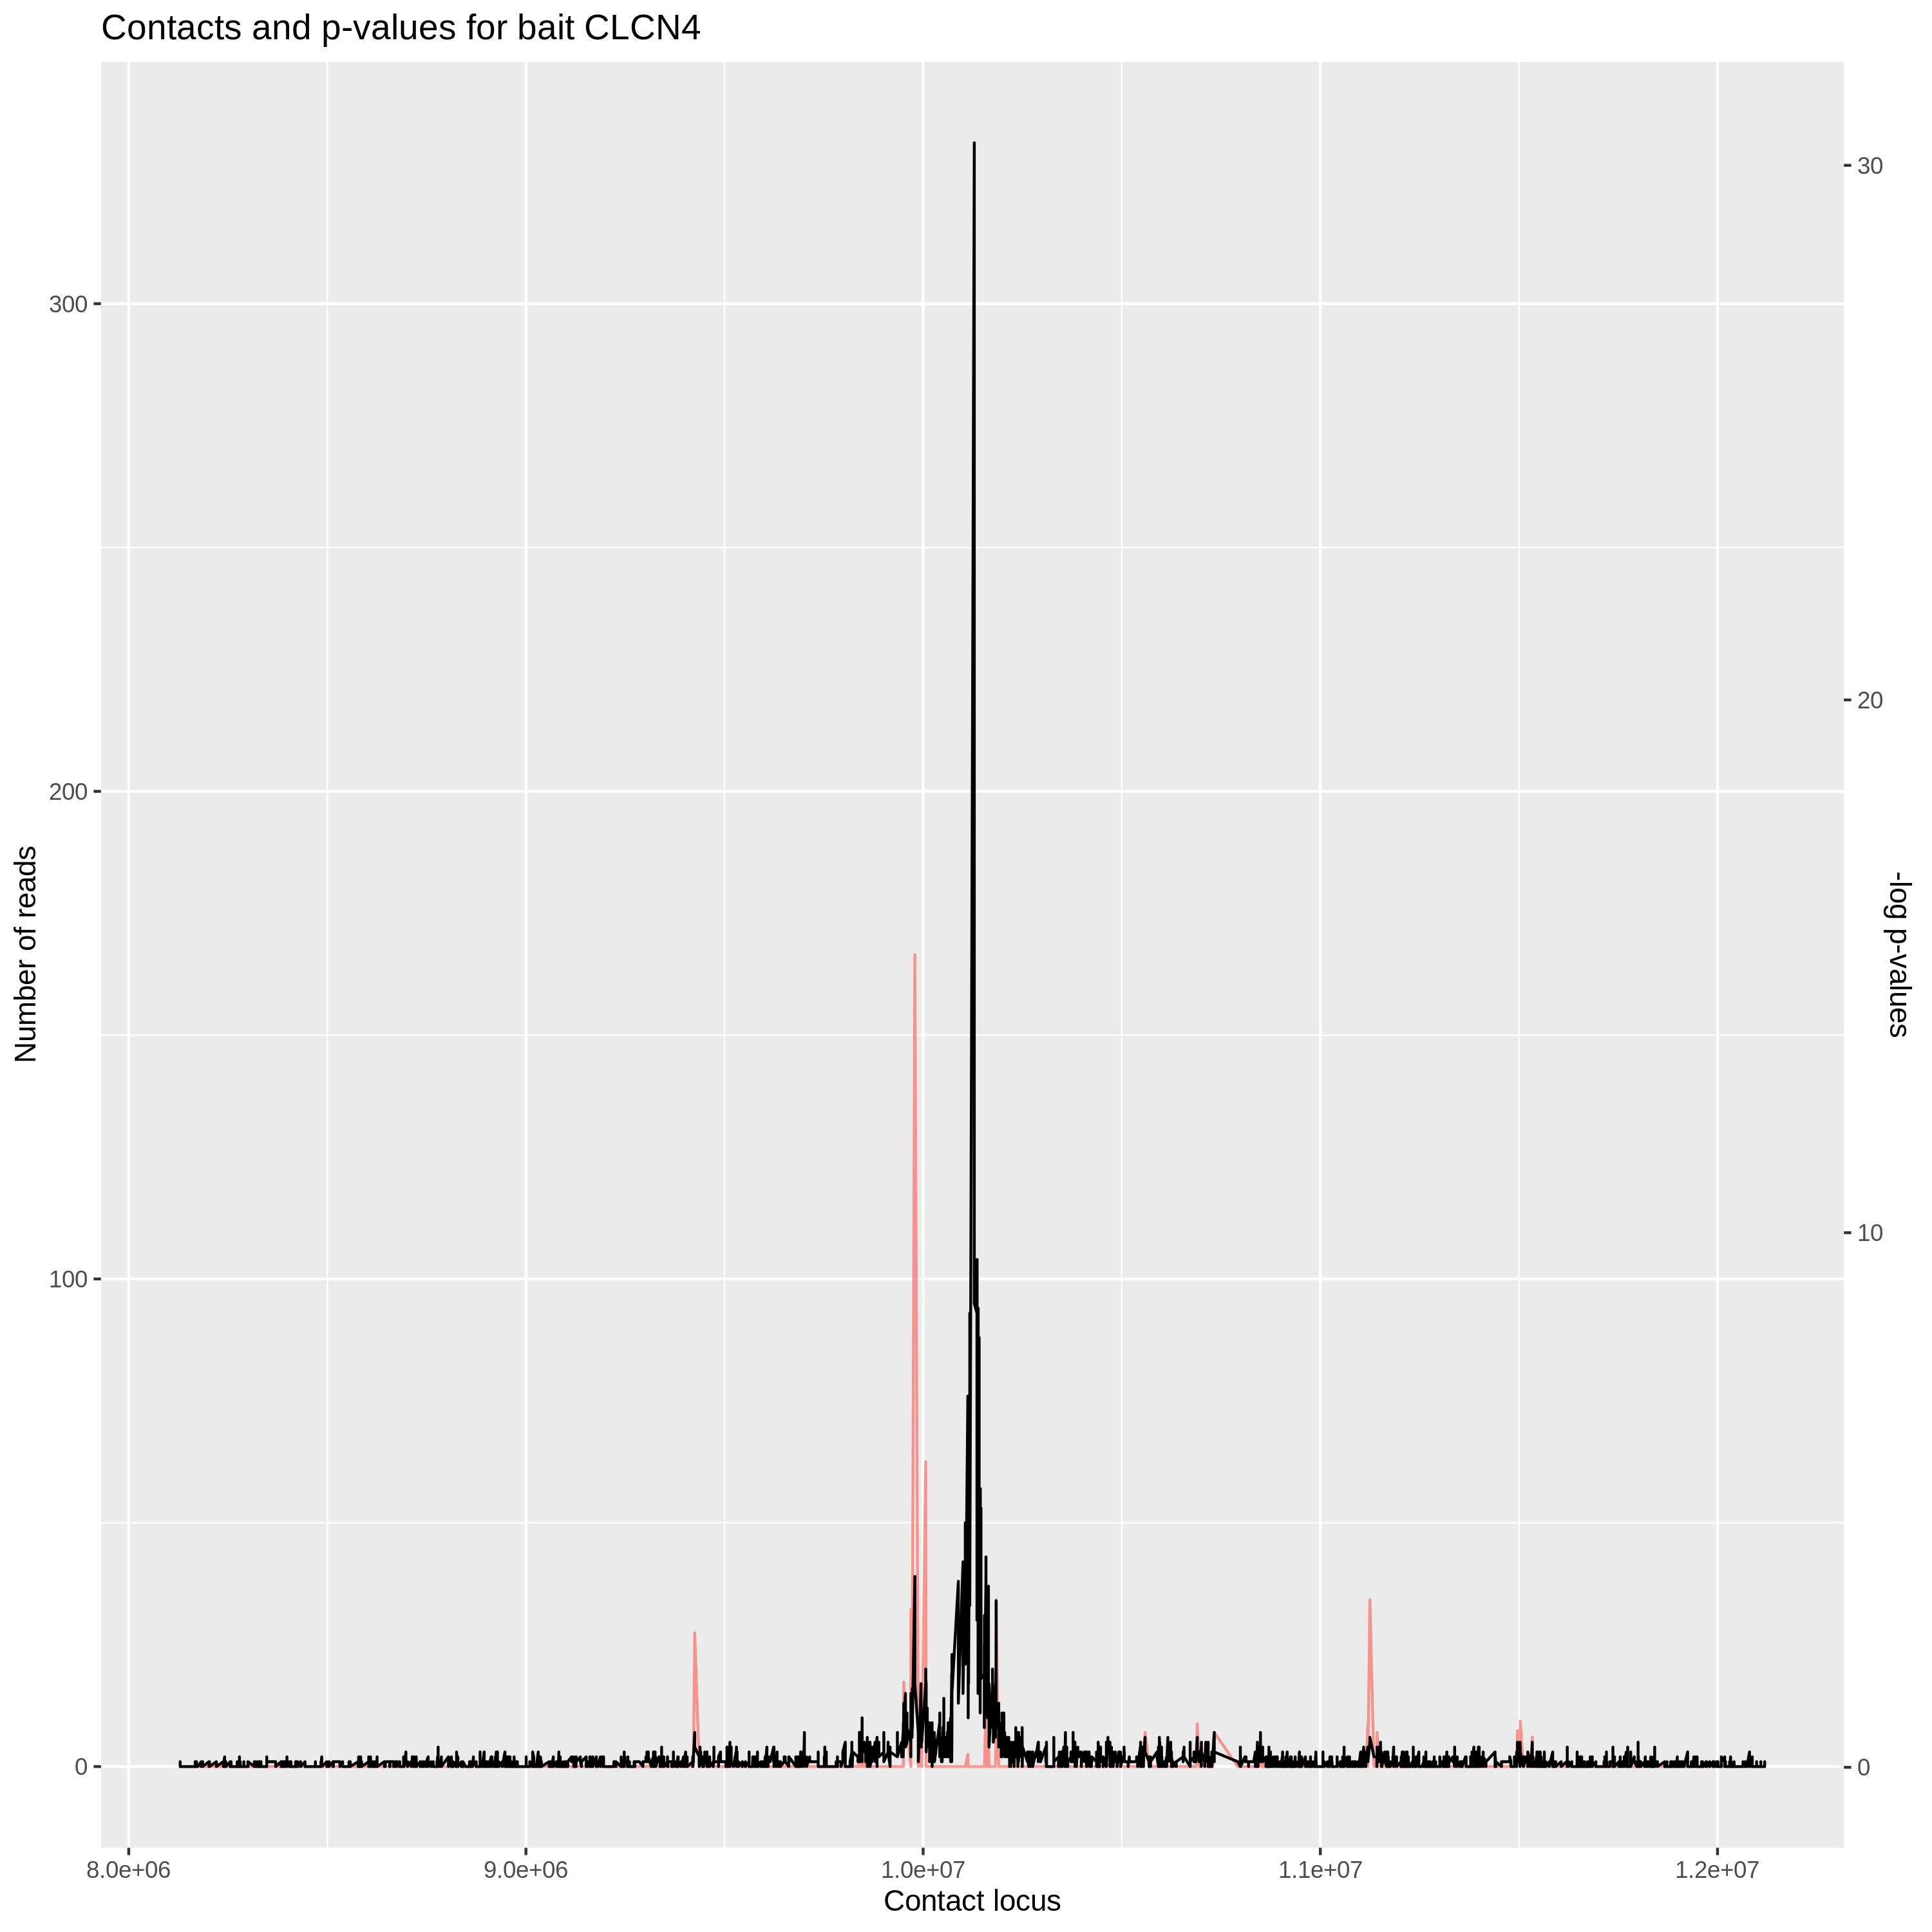 Contacts and p-values for bait CLCN4
Number of reads
300
200
100
0
30
20
10
0
-log p-values
8.0e+06
9.0e+06
1.0e+07
1.1e+07
1.2e+07
Contact locus